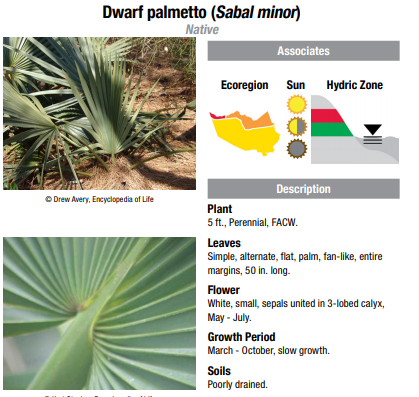 Dwarf palmetto (Sabal minor)
Native
Associates
Ecoregion Sun Hydric Zone
© Drew Avery, Encyclopedia of Life
Description
Plant
5 ft., Perennial, FACW.
Leaves
Simple, alternate, flat, palm, fan-like, entire
margins, 50 in. long.
Flower
White, small, sepals united in 3-lobed calyx,
May - July.
Growth Period
March - October, slow growth.
Soils
Poorly drained.